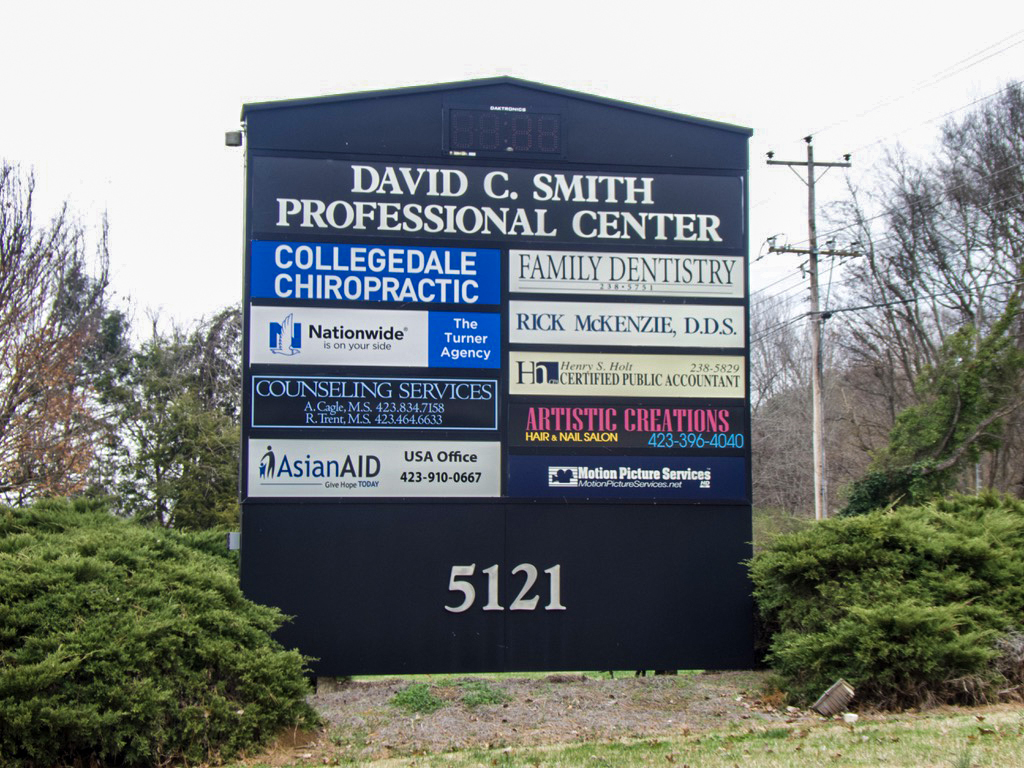 DAKTRONICS
DAVID C. SMITH
PROFESSIONAL CENTER
COLLEGEDALE
CHIROPRACTIC
FAMILY DENTISTRY
238-5751
Nationwide®
is on your side
The
Turner
Agency
RICK McKENZIE, D.D.S.
COUNSELING SERVICES
A. Cagle, M.S. 423.834.7158
R. Trent, M.S. 423.464.6633
Henry S. Holt 238-5829
CERTIFIED PUBLIC ACCOUNTANT
ARTISTIC CREATIONS
HAIR & NAIL SALON 423-396-4040
AsianAID
Give Hope TODAY
USA Office
423-910-0667
Motion Picture Services
MotionPictureServices.net
5121